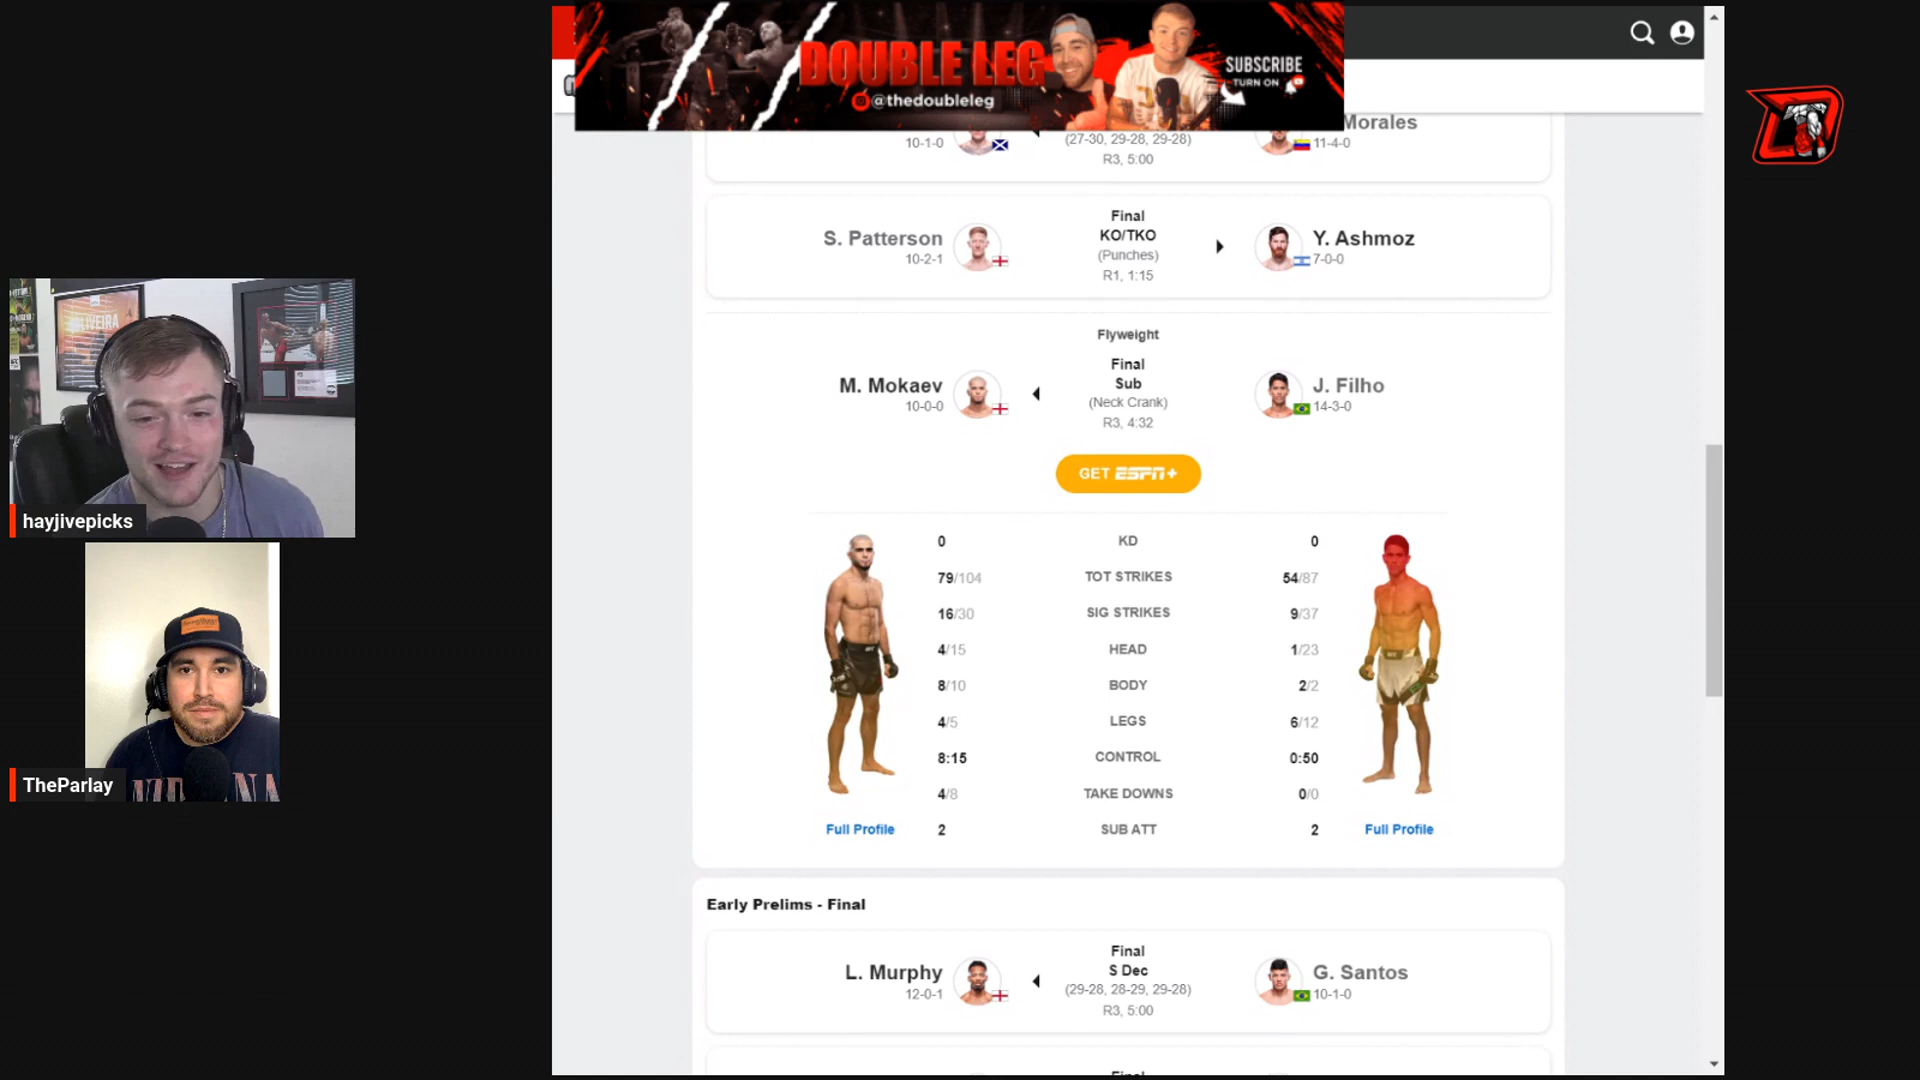 DOUBLE LEG
@thedoubleleg
SUBSCRIBE
TURN ON
OLIVEIRA
hayjivepicks
TheParlay
Morales
10-1-0
(27-30, 29-28, 29-28)
11-4-0
R3, 5:00
S. Patterson
10-2-1
Final
KO/TKO
(Punches)
R1, 1:15
Y. Ashmoz
7-0-0
Flyweight
M. Mokaev
10-0-0
Final
Sub
(Neck Crank)
R3, 4:32
J. Filho
14-3-0
GET ESPN+
0 KD 0
79/104 TOT STRIKES 54/87
16/30 SIG STRIKES 9/37
4/15 HEAD 1/23
8/10 BODY 2/2
4/5 LEGS 6/12
8:15 CONTROL 0:50
4/8 TAKE DOWNS 0/0
Full Profile 2 SUB ATT 2 Full Profile
Early Prelims - Final
L. Murphy
12-0-1
Final
S Dec
(29-28, 28-29, 29-28)
R3, 5:00
G. Santos
10-1-0
Final